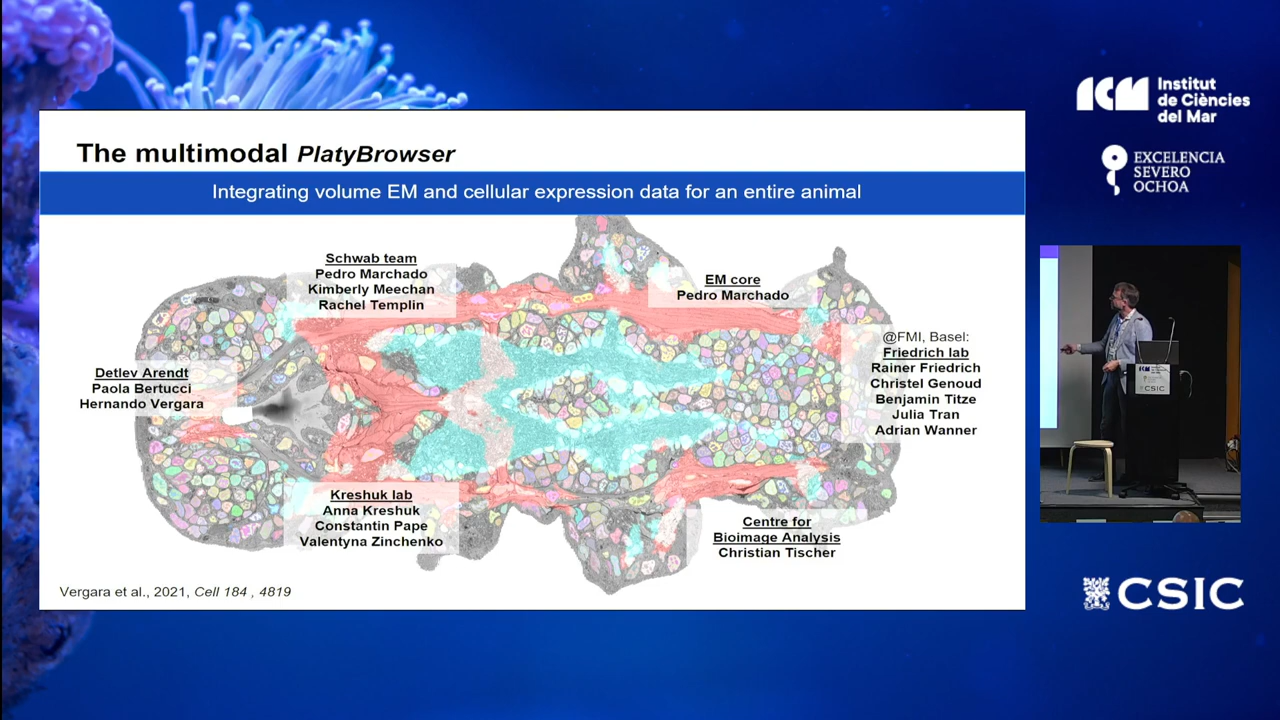 The multimodal PlatyBrowser
Integrating volume EM and cellular expression data for an entire animal
Schwab team
Pedro Marchado
Kimberly Meechan
Rachel Templin
EM core
Pedro Marchado
@FMI, Basel:
Friedrich lab
Rainer Friedrich
Christel Genoud
Benjamin Titze
Julia Tran
Adrian Wanner
Detlev Arendt
Paola Bertucci
Hernando Vergara
Kreshuk lab
Anna Kreshuk
Constantin Pape
Valentyna Zinchenko
Centre for
Bioimage Analysis
Christian Tischer
Vergara et al., 2021, Cell 184 , 4819
ICM
Institut
de Ciències
del Mar
EXCELENCIA
SEVERO
OCHOA
CSIC
CSIC